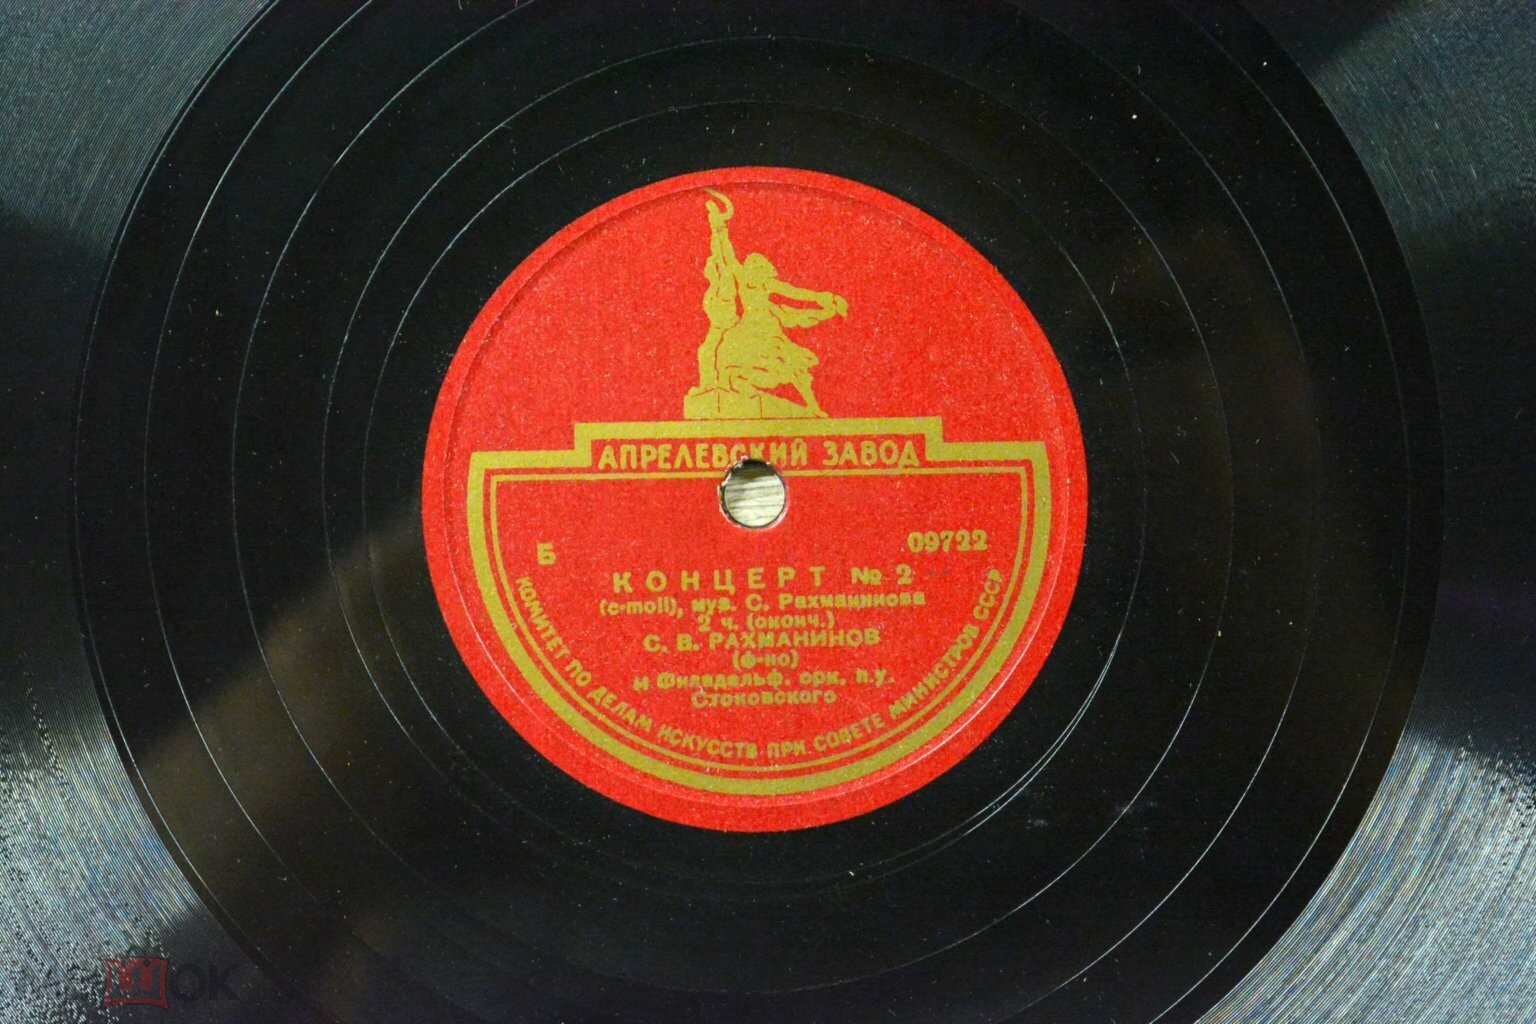 АПРЕЛЕВСКИЙ ЗАВОД
Б 09722
КОНЦЕРТ № 2
(c-moll), муз. С. Рахманинова
2 ч. (оконч.)
С. В. РАХМАНИНОВ
(ф-но)
и Филадельф. орк. п.у.
Стоковского
КОМИТЕТ ПО ДЕЛАМ ИСКУССТВ ПРИ СОВЕТЕ МИНИСТРОВ СССР